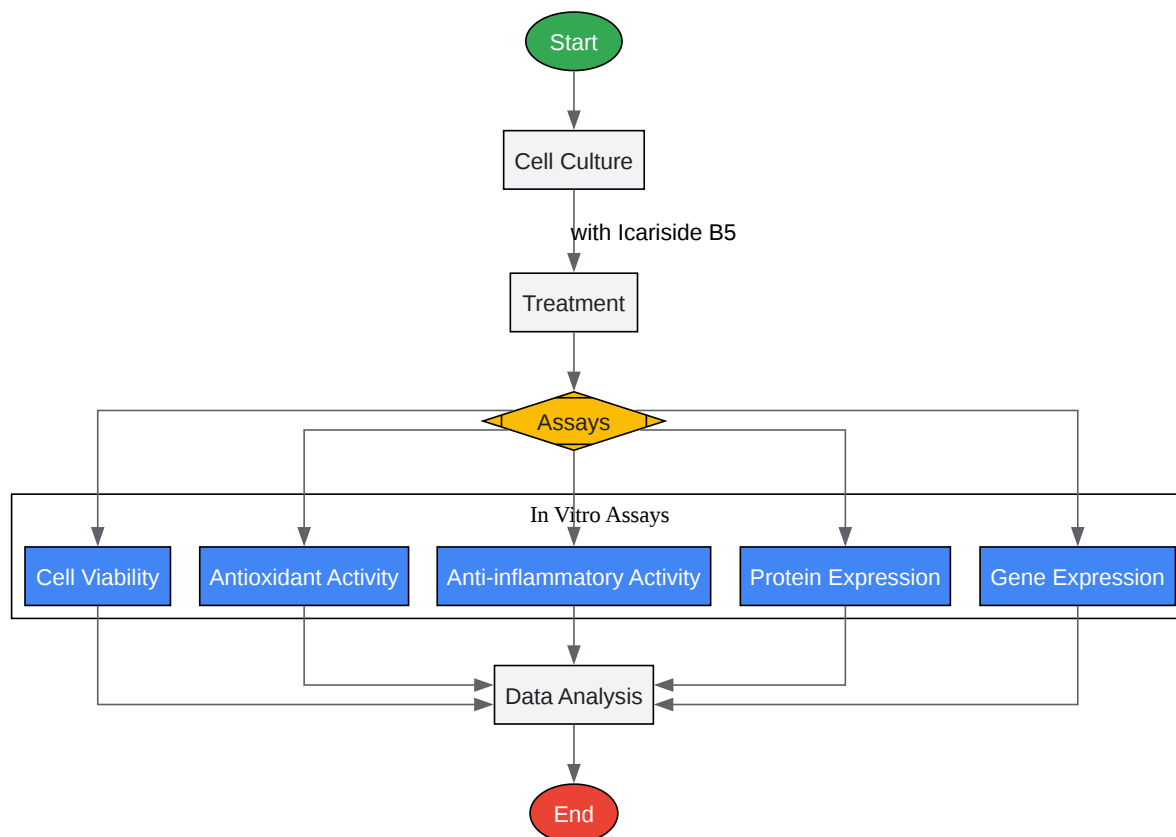 Start
Cell Culture
with Icariside B5
Treatment
Assays
In Vitro Assays
Cell Viability
Antioxidant Activity
Anti-inflammatory Activity
Protein Expression
Gene Expression
Data Analysis
End